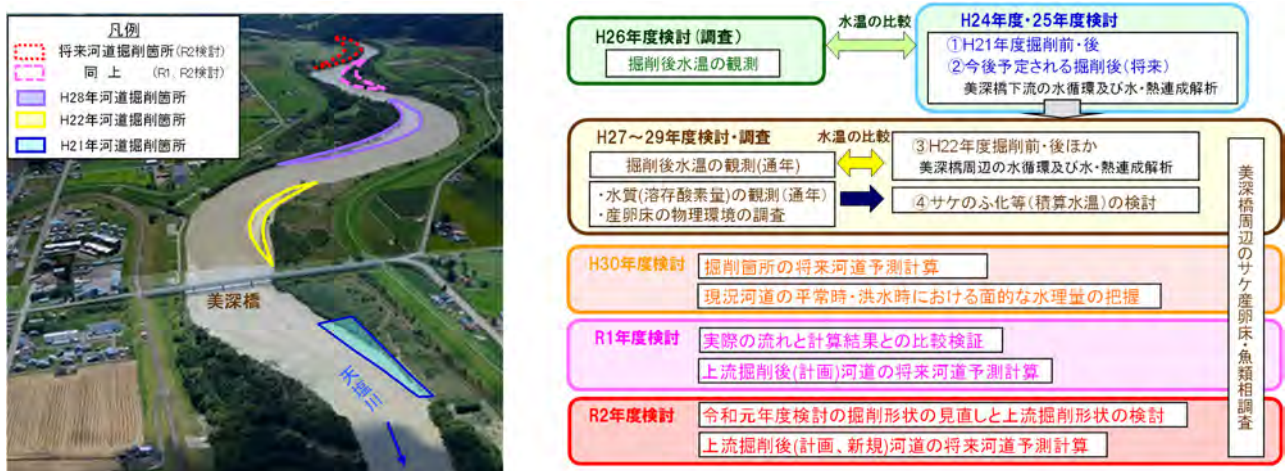 凡例
将来河道掘削箇所(R2検討)
同上 (R1、R2検討)
H28年河道掘削箇所
H22年河道掘削箇所
H21年河道掘削箇所
美深橋
天塩川
H26年度検討(調査)
掘削後水温の観測
水温の比較
H24年度・25年度検討
①H21年度掘削前・後
②今後予定される掘削後(将来)
美深橋下流の水循環及び水・熱連成解析
H27～29年度検討・調査
掘削後水温の観測(通年)
・水質(溶存酸素量)の観測(通年)
・産卵床の物理環境の調査
水温の比較
③H22年度掘削前・後ほか
美深橋周辺の水循環及び水・熱連成解析
④サケのふ化等(積算水温)の検討
H30年度検討
掘削箇所の将来河道予測計算
現況河道の平常時・洪水時における面的な水理量の把握
R1年度検討
実際の流れと計算結果との比較検証
上流掘削後(計画)河道の将来河道予測計算
R2年度検討
令和元年度検討の掘削形状の見直しと上流掘削形状の検討
上流掘削後(計画、新規)河道の将来河道予測計算
美深橋周辺のサケ産卵床・魚類相調査